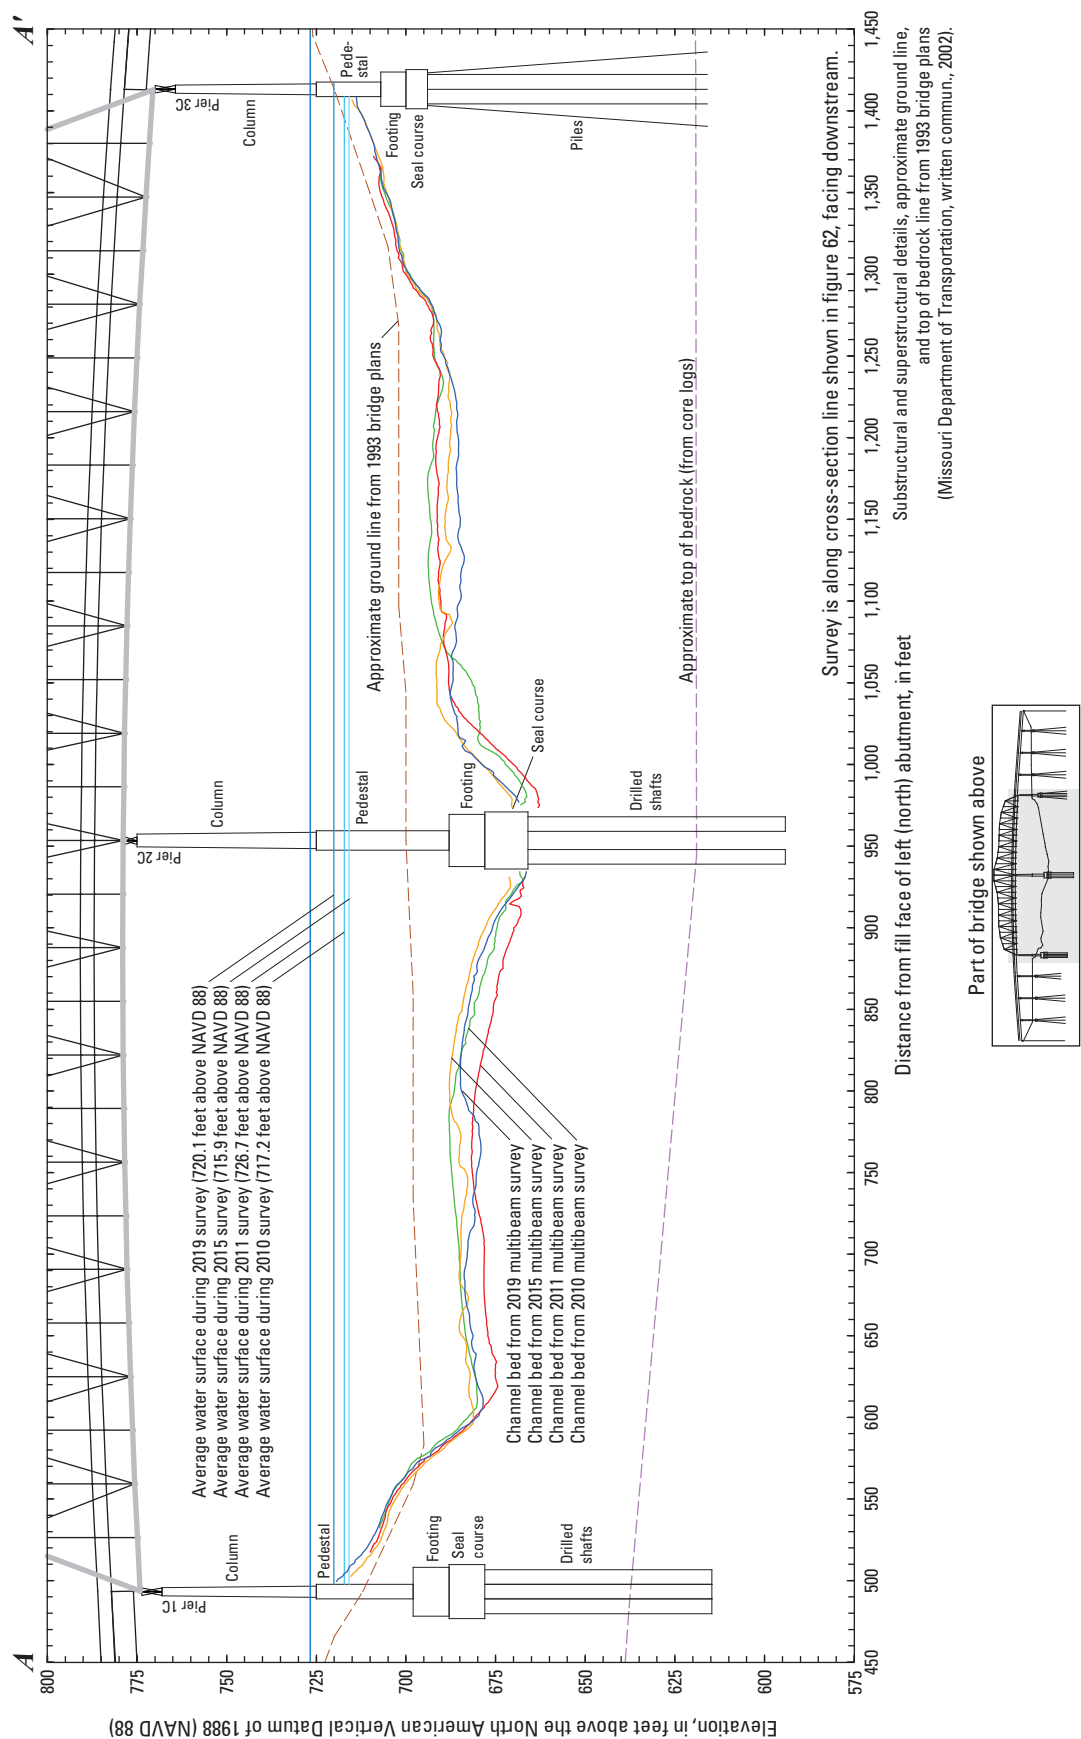 A
A′
Elevation, in feet above the North American Vertical Datum of 1988 (NAVD 88)
800
775
750
725
700
675
650
625
600
575
Pier 1C
Column
Pedestal
Footing
Seal
course
Drilled
shafts
Average water surface during 2019 survey (720.1 feet above NAVD 88)
Average water surface during 2015 survey (715.9 feet above NAVD 88)
Average water surface during 2011 survey (726.7 feet above NAVD 88)
Average water surface during 2010 survey (717.2 feet above NAVD 88)
Channel bed from 2019 multibeam survey
Channel bed from 2015 multibeam survey
Channel bed from 2011 multibeam survey
Channel bed from 2010 multibeam survey
Pier 2C
Column
Pedestal
Footing
Seal course
Drilled
shafts
Approximate ground line from 1993 bridge plans
Approximate top of bedrock (from core logs)
Pier 3C
Column
Pede-
stal
Footing
Seal course
Piles
Survey is along cross-section line shown in figure 62, facing downstream.
450
500
550
600
650
700
750
800
850
900
950
1,000
1,050
1,100
1,150
1,200
1,250
1,300
1,350
1,400
1,450
Distance from fill face of left (north) abutment, in feet
Substructural and superstructural details, approximate ground line,
and top of bedrock line from 1993 bridge plans
(Missouri Department of Transportation, written commun., 2002).
Part of bridge shown above